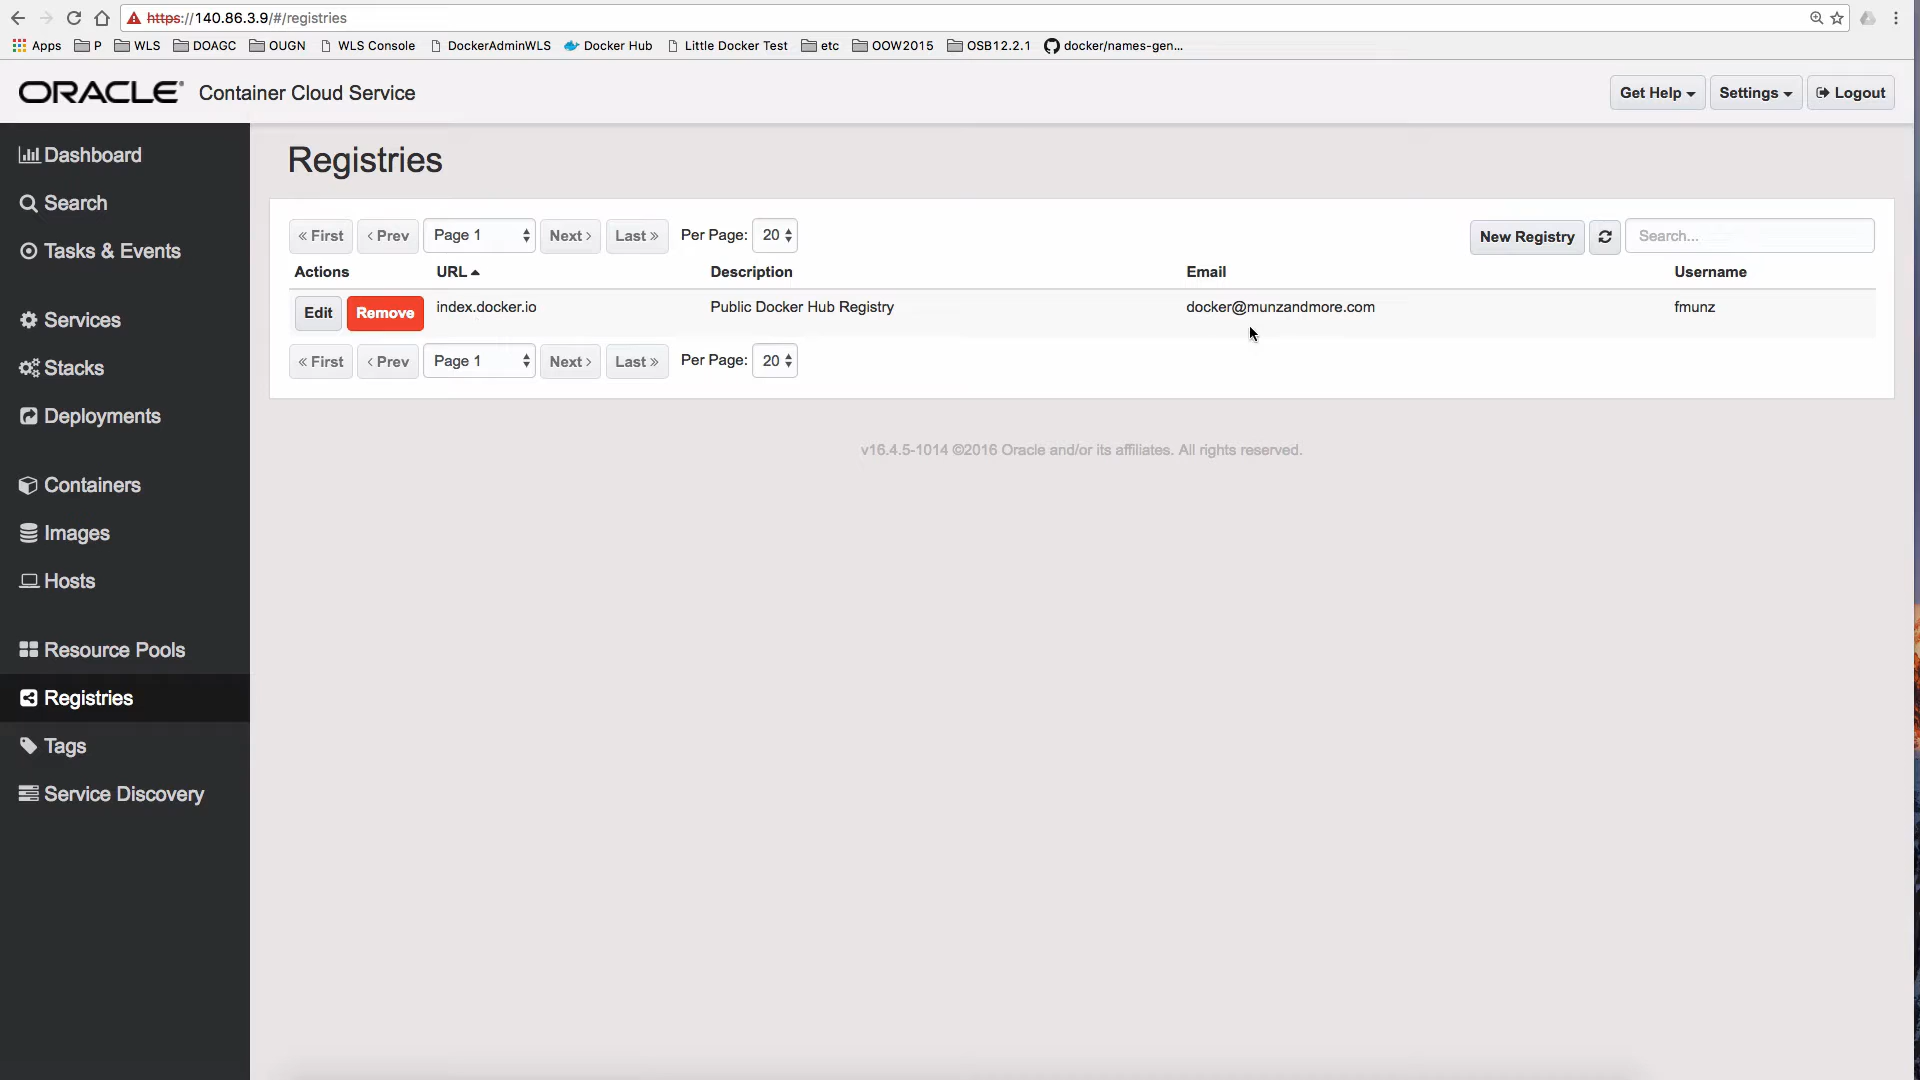 https://140.86.3.9/#/registries
Apps P WLS DOAGC OUGN WLS Console DockerAdminWLS Docker Hub Little Docker Test etc OOW2015 OSB12.2.1 docker/names-gen...
ORACLE Container Cloud Service Get Help Settings Logout
Dashboard
Search
Tasks & Events
Services
Stacks
Deployments
Containers
Images
Hosts
Resource Pools
Registries
Tags
Service Discovery
Registries
« First ‹ Prev Page 1 Next › Last » Per Page: 20 New Registry Search...
Actions URL Description Email Username
Edit Remove index.docker.io Public Docker Hub Registry docker@munzandmore.com fmunz
« First ‹ Prev Page 1 Next › Last » Per Page: 20
v16.4.5-1014 ©2016 Oracle and/or its affiliates. All rights reserved.